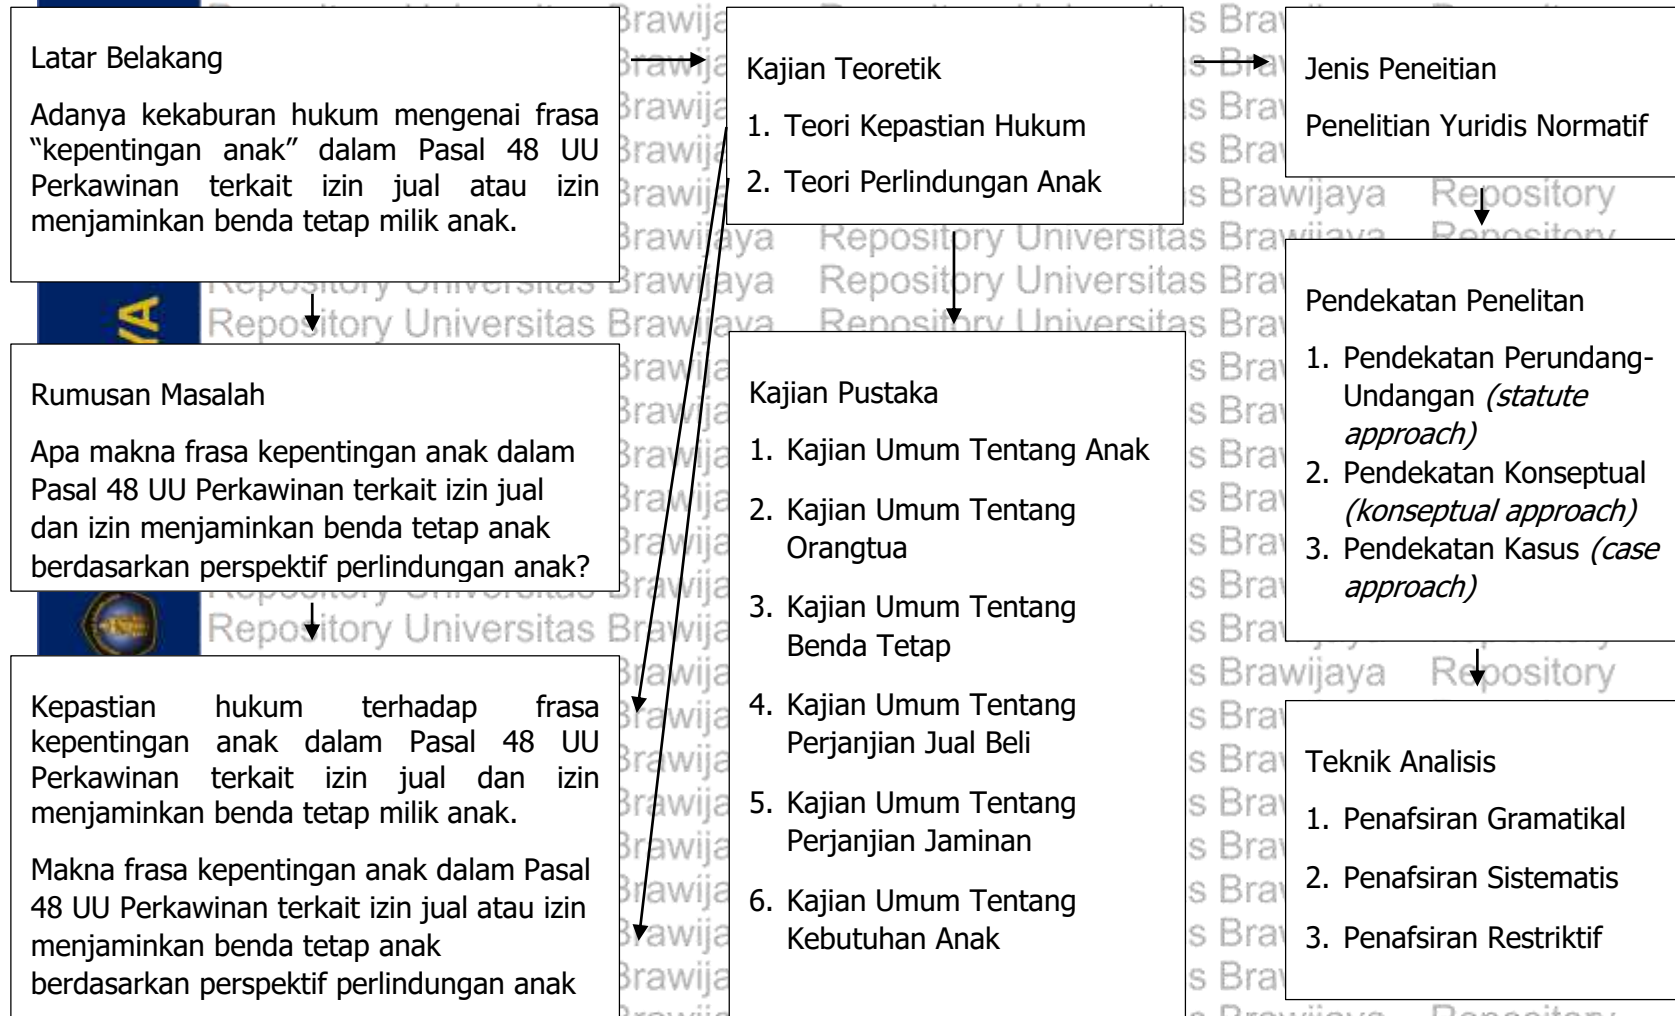 Latar Belakang
Adanya kekaburan hukum mengenai frasa
“kepentingan anak” dalam Pasal 48 UU
Perkawinan terkait izin jual atau izin
menjaminkan benda tetap milik anak.
Rumusan Masalah
Apa makna frasa kepentingan anak dalam
Pasal 48 UU Perkawinan terkait izin jual
dan izin menjaminkan benda tetap anak
berdasarkan perspektif perlindungan anak?
Kepastian hukum terhadap frasa
kepentingan anak dalam Pasal 48 UU
Perkawinan terkait izin jual dan izin
menjaminkan benda tetap milik anak.
Makna frasa kepentingan anak dalam Pasal
48 UU Perkawinan terkait izin jual atau izin
menjaminkan benda tetap anak
berdasarkan perspektif perlindungan anak
Kajian Teoretik
1. Teori Kepastian Hukum
2. Teori Perlindungan Anak
Kajian Pustaka
1. Kajian Umum Tentang Anak
2. Kajian Umum Tentang
Orangtua
3. Kajian Umum Tentang
Benda Tetap
4. Kajian Umum Tentang
Perjanjian Jual Beli
5. Kajian Umum Tentang
Perjanjian Jaminan
6. Kajian Umum Tentang
Kebutuhan Anak
Jenis Peneitian
Penelitian Yuridis Normatif
Pendekatan Penelitan
1. Pendekatan Perundang-
Undangan (statute
approach)
2. Pendekatan Konseptual
(konseptual approach)
3. Pendekatan Kasus (case
approach)
Teknik Analisis
1. Penafsiran Gramatikal
2. Penafsiran Sistematis
3. Penafsiran Restriktif
Repository Universitas Brawijaya